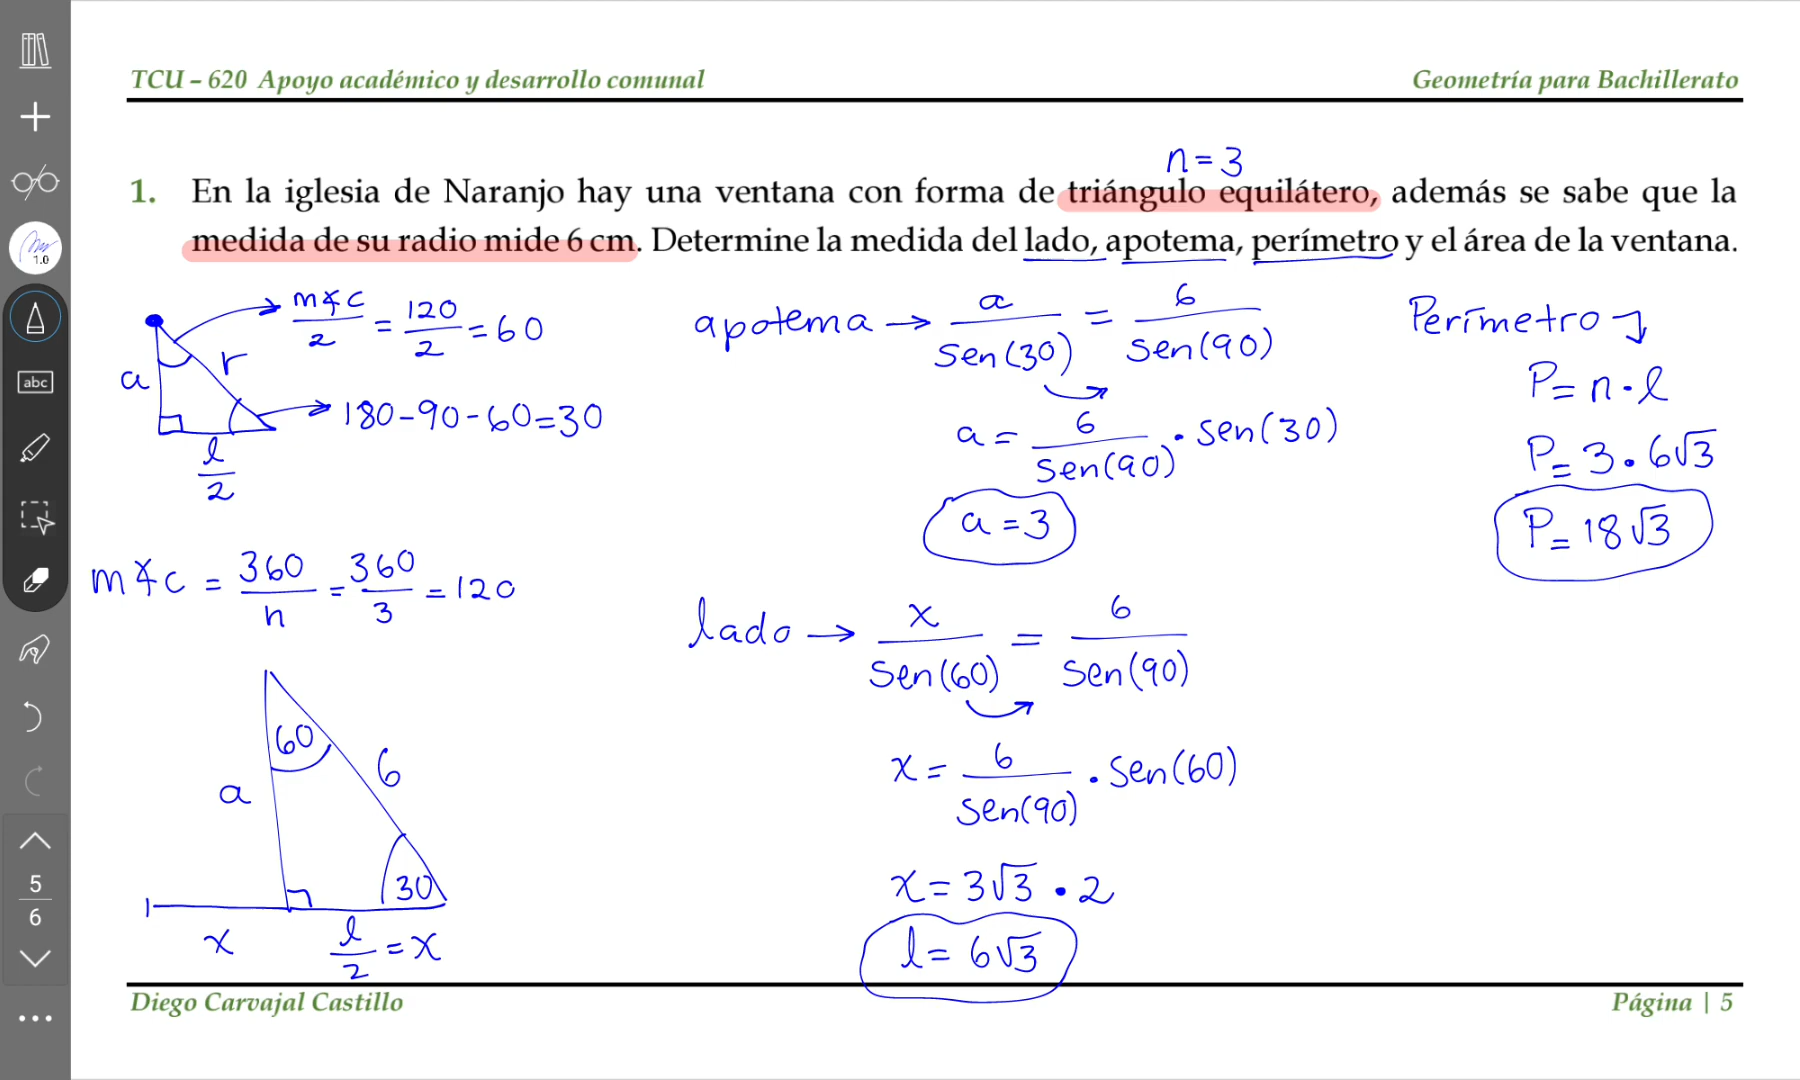 TCU – 620 Apoyo académico y desarrollo comunal
Geometría para Bachillerato
n = 3
1. En la iglesia de Naranjo hay una ventana con forma de triángulo equilátero, además se sabe que la
medida de su radio mide 6 cm. Determine la medida del lado, apotema, perímetro y el área de la ventana.
m∢c/2 = 120/2 = 60
a
r
180-90-60=30
l/2
m∢c = 360/n = 360/3 = 120
60
6
a
30
x
l/2 = x
apotema → a/Sen(30) = 6/Sen(90)
a = 6/Sen(90) · Sen(30)
a = 3
lado → x/Sen(60) = 6/Sen(90)
x = 6/Sen(90) · Sen(60)
x = 3√3 · 2
l = 6√3
Perímetro
P = n · l
P = 3 · 6√3
P = 18√3
Diego Carvajal Castillo
Página | 5
1.0
abc
5
6